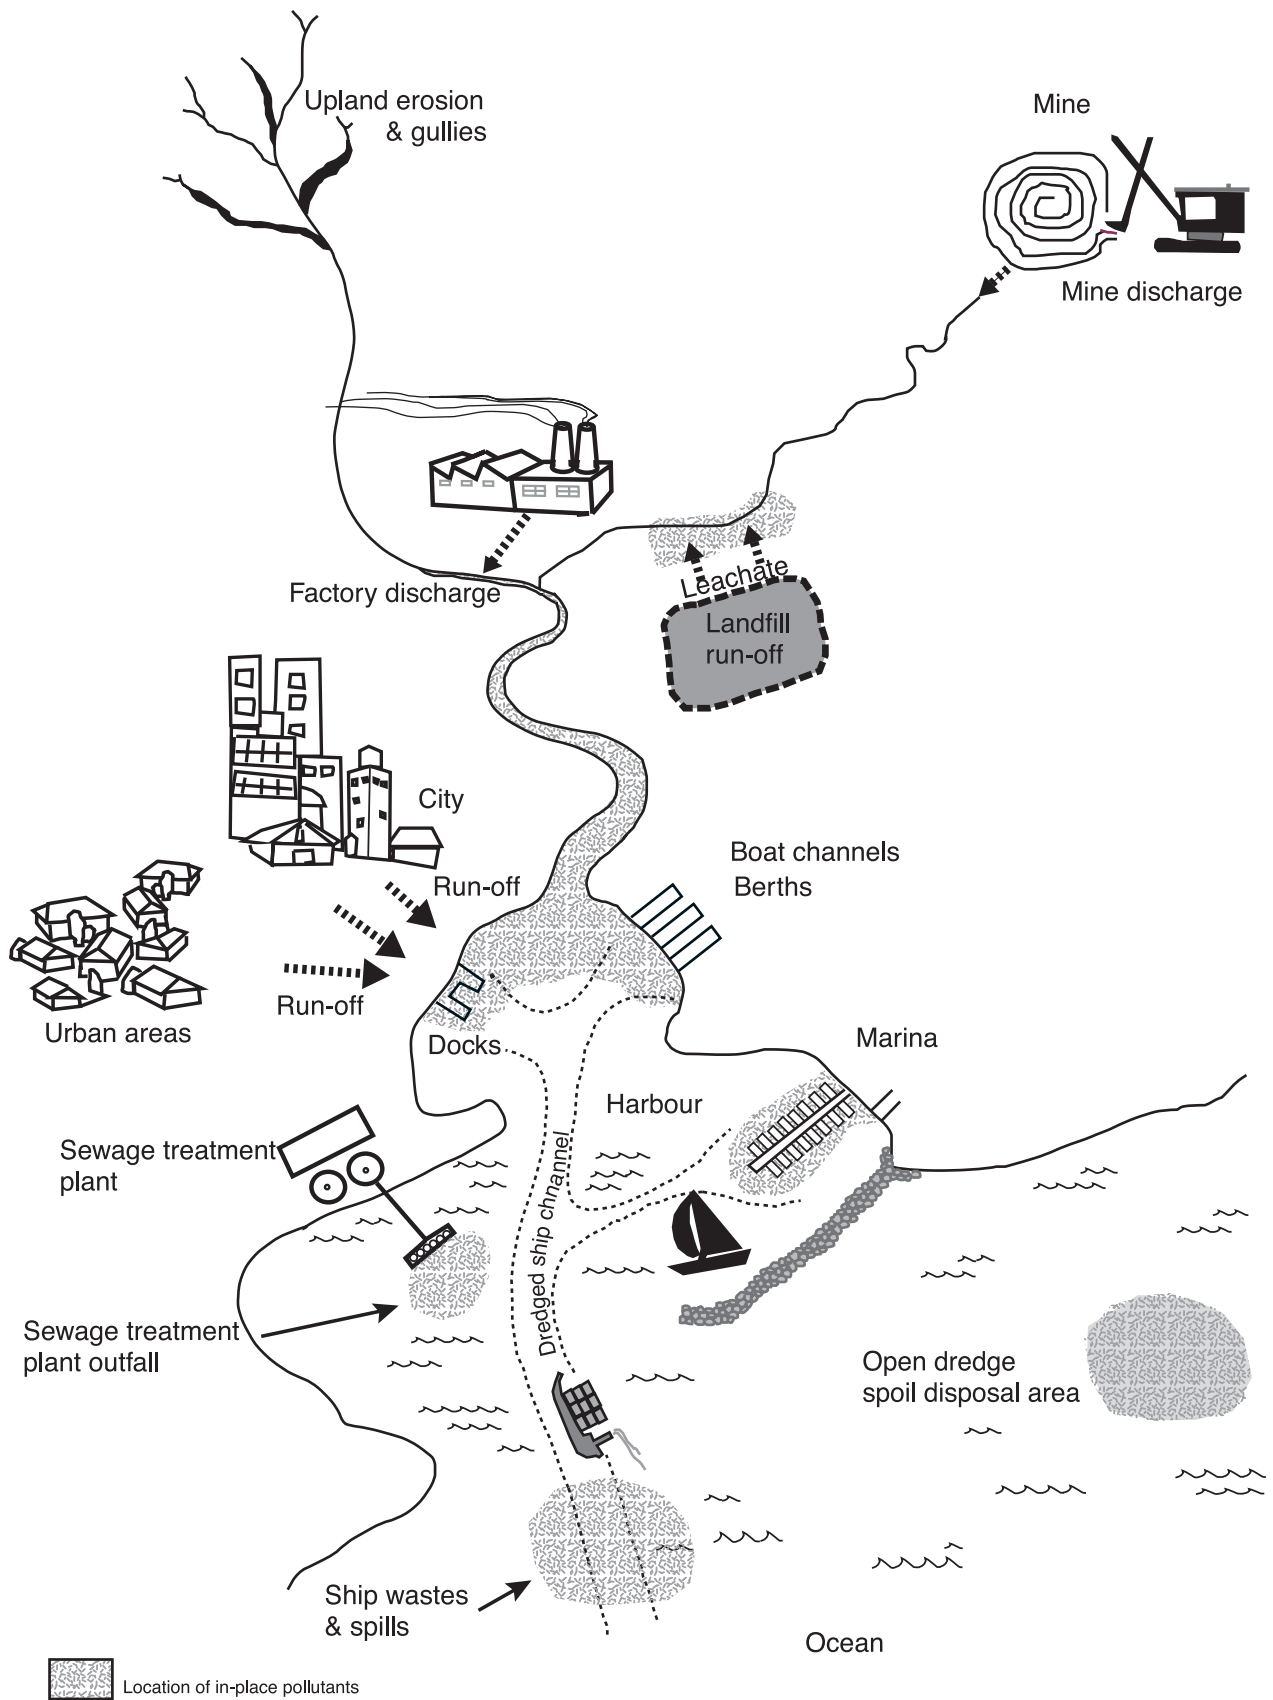 Upland erosion
& gullies
Mine
Mine discharge
Factory discharge
Leachate
Landfill
run-off
City
Run-off
Boat channels
Berths
Run-off
Urban areas
Docks
Marina
Harbour
Sewage treatment
plant
Dredged ship chnannel
Sewage treatment
plant outfall
Open dredge
spoil disposal area
Ship wastes
& spills
Ocean
Location of in-place pollutants